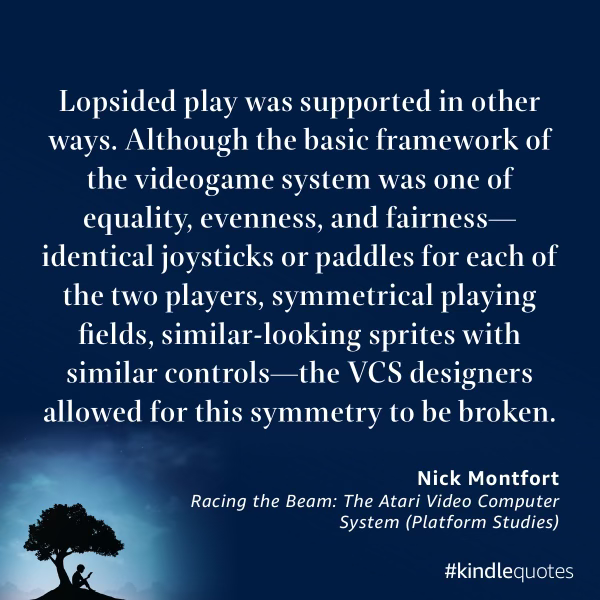 Lopsided play was supported in other
ways. Although the basic framework of
the videogame system was one of
equality, evenness, and fairness—
identical joysticks or paddles for each of
the two players, symmetrical playing
fields, similar-looking sprites with
similar controls—the VCS designers
allowed for this symmetry to be broken.
Nick Montfort
Racing the Beam: The Atari Video Computer
System (Platform Studies)
#kindlequotes